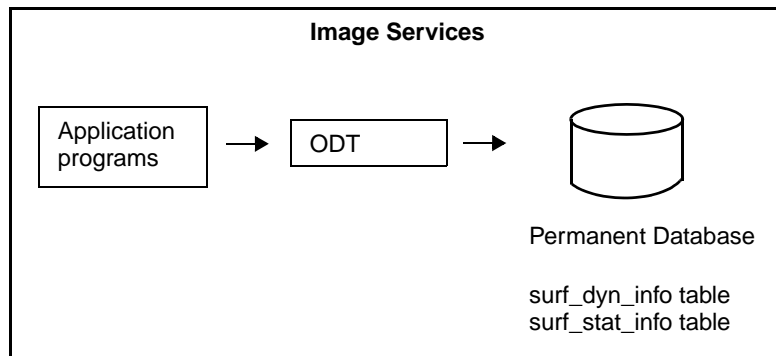 Image Services
Application
programs
ODT
Permanent Database
surf_dyn_info table
surf_stat_info table